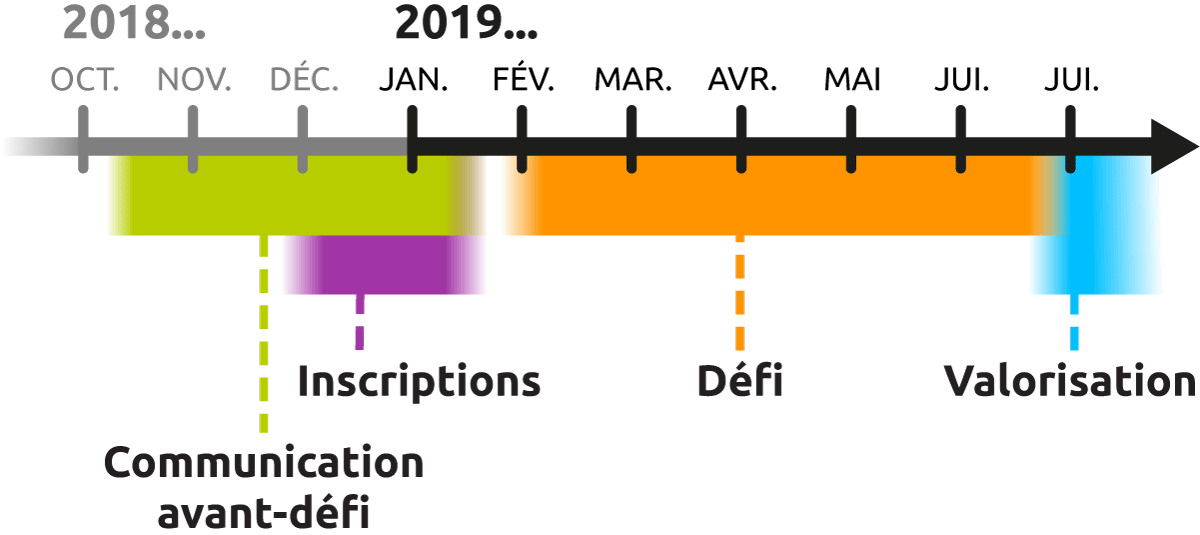 2018... 2019...
OCT. NOV. DÉC. JAN. FÉV. MAR. AVR. MAI JUI. JUI.
Inscriptions Défi Valorisation
Communication
avant-défi